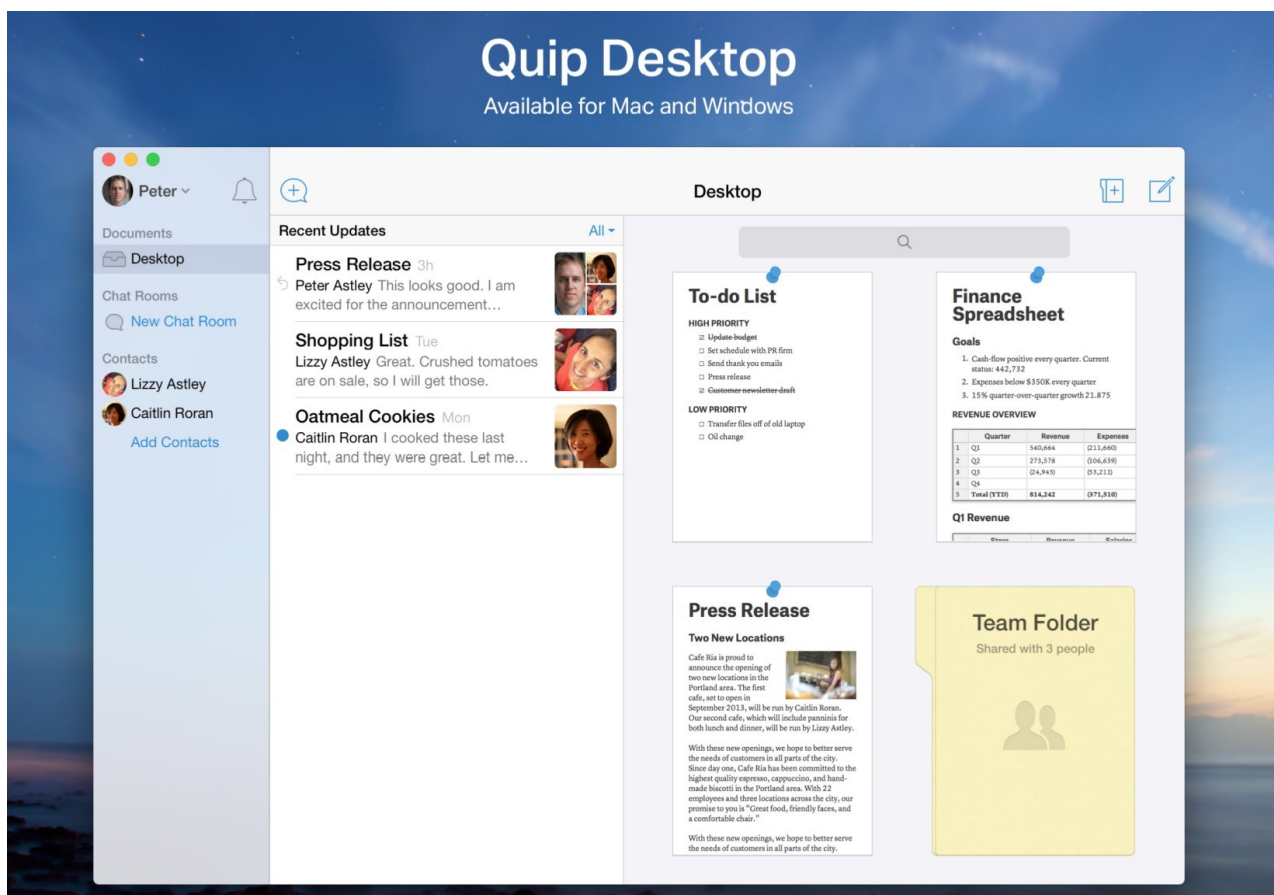 Quip Desktop
Available for Mac and Windows
Peter
Desktop
Documents
Desktop
Chat Rooms
New Chat Room
Contacts
Lizzy Astley
Caitlin Roran
Add Contacts
Recent Updates All
Press Release 3h
Peter Astley This looks good. I am
excited for the announcement…
Shopping List Tue
Lizzy Astley Great. Crushed tomatoes
are on sale, so I will get those.
Oatmeal Cookies Mon
Caitlin Roran I cooked these last
night, and they were great. Let me…
To-do List
HIGH PRIORITY
Update budget
Set schedule with PR firm
Send thank you emails
Press release
Customer newsletter draft
LOW PRIORITY
Transfer files off of old laptop
Oil change
Finance
Spreadsheet
Goals
1. Cash-flow positive every quarter. Current
status: 442,732
2. Expenses below $350K every quarter
3. 15% quarter-over-quarter growth 21.875
REVENUE OVERVIEW
Quarter Revenue Expenses
1 Q1 540,664 (211,660)
2 Q2 273,578 (106,639)
3 Q3 (24,945) (53,211)
4 Q4
5 Total (YTD) 814,242 (371,510)
Q1 Revenue
Store Revenue Salaries
Press Release
Two New Locations
Cafe Ria is proud to
announce the opening of
two new locations in the
Portland area. The first
cafe, set to open in
September 2013, will be run by Caitlin Roran.
Our second cafe, which will include panninis for
both lunch and dinner, will be run by Lizzy Astley.
With these new openings, we hope to better serve
the needs of customers in all parts of the city.
Since day one, Cafe Ria has been committed to the
highest quality espresso, cappuccino, and hand-
made biscotti in the Portland area. With 22
employees and three locations across the city, our
promise to you is "Great food, friendly faces, and
a comfortable chair."
With these new openings, we hope to better serve
the needs of customers in all parts of the city.
Team Folder
Shared with 3 people